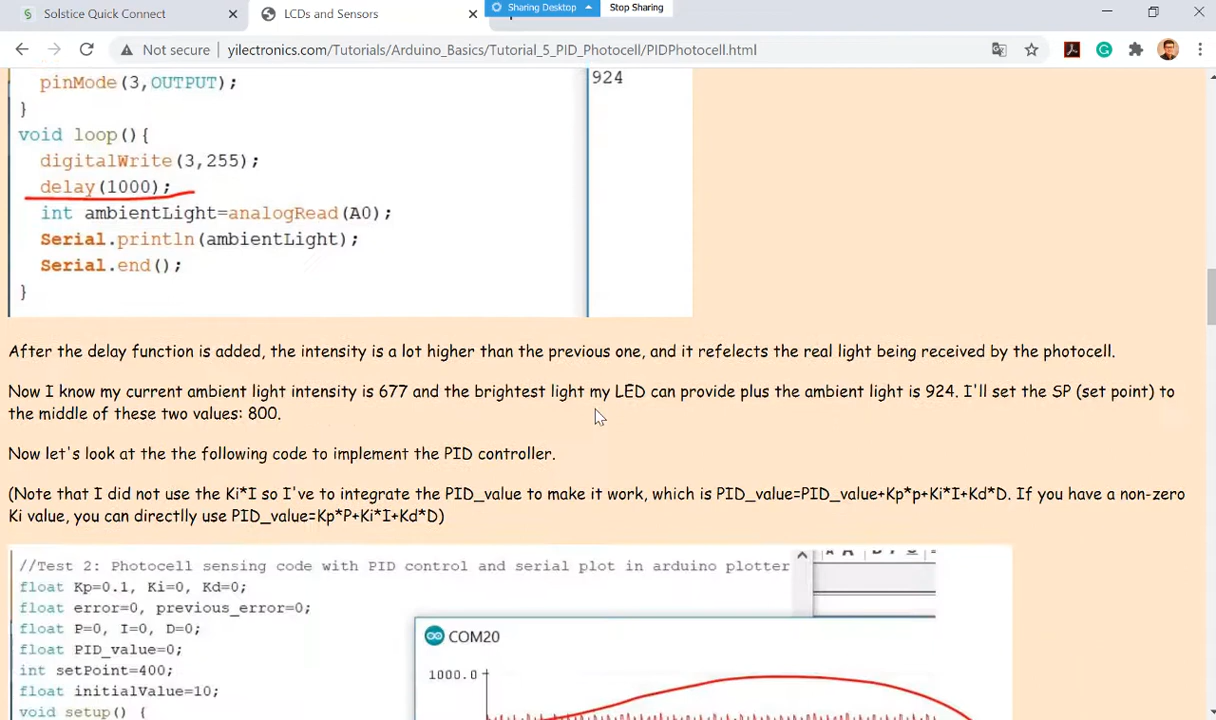 Solstice Quick Connect
LCDs and Sensors
Sharing Desktop
Stop Sharing
Not secure
yilectronics.com/Tutorials/Arduino_Basics/Tutorial_5_PID_Photocell/PIDPhotocell.html
pinMode(3,OUTPUT);
924
}
void loop(){
digitalWrite(3,255);
delay(1000);
int ambientLight=analogRead(A0);
Serial.println(ambientLight);
Serial.end();
}
After the delay function is added, the intensity is a lot higher than the previous one, and it refelects the real light being received by the photocell.
Now I know my current ambient light intensity is 677 and the brightest light my LED can provide plus the ambient light is 924. I'll set the SP (set point) to
the middle of these two values: 800.
Now let's look at the the following code to implement the PID controller.
(Note that I did not use the Ki*I so I've to integrate the PID_value to make it work, which is PID_value=PID_value+Kp*p+Ki*I+Kd*D. If you have a non-zero
Ki value, you can directlly use PID_value=Kp*P+Ki*I+Kd*D)
//Test 2: Photocell sensing code with PID control and serial plot in arduino plotter
float Kp=0.1, Ki=0, Kd=0;
float error=0, previous_error=0;
float P=0, I=0, D=0;
float PID_value=0;
int setPoint=400;
float initialValue=10;
void setup() {
COM20
1000.0